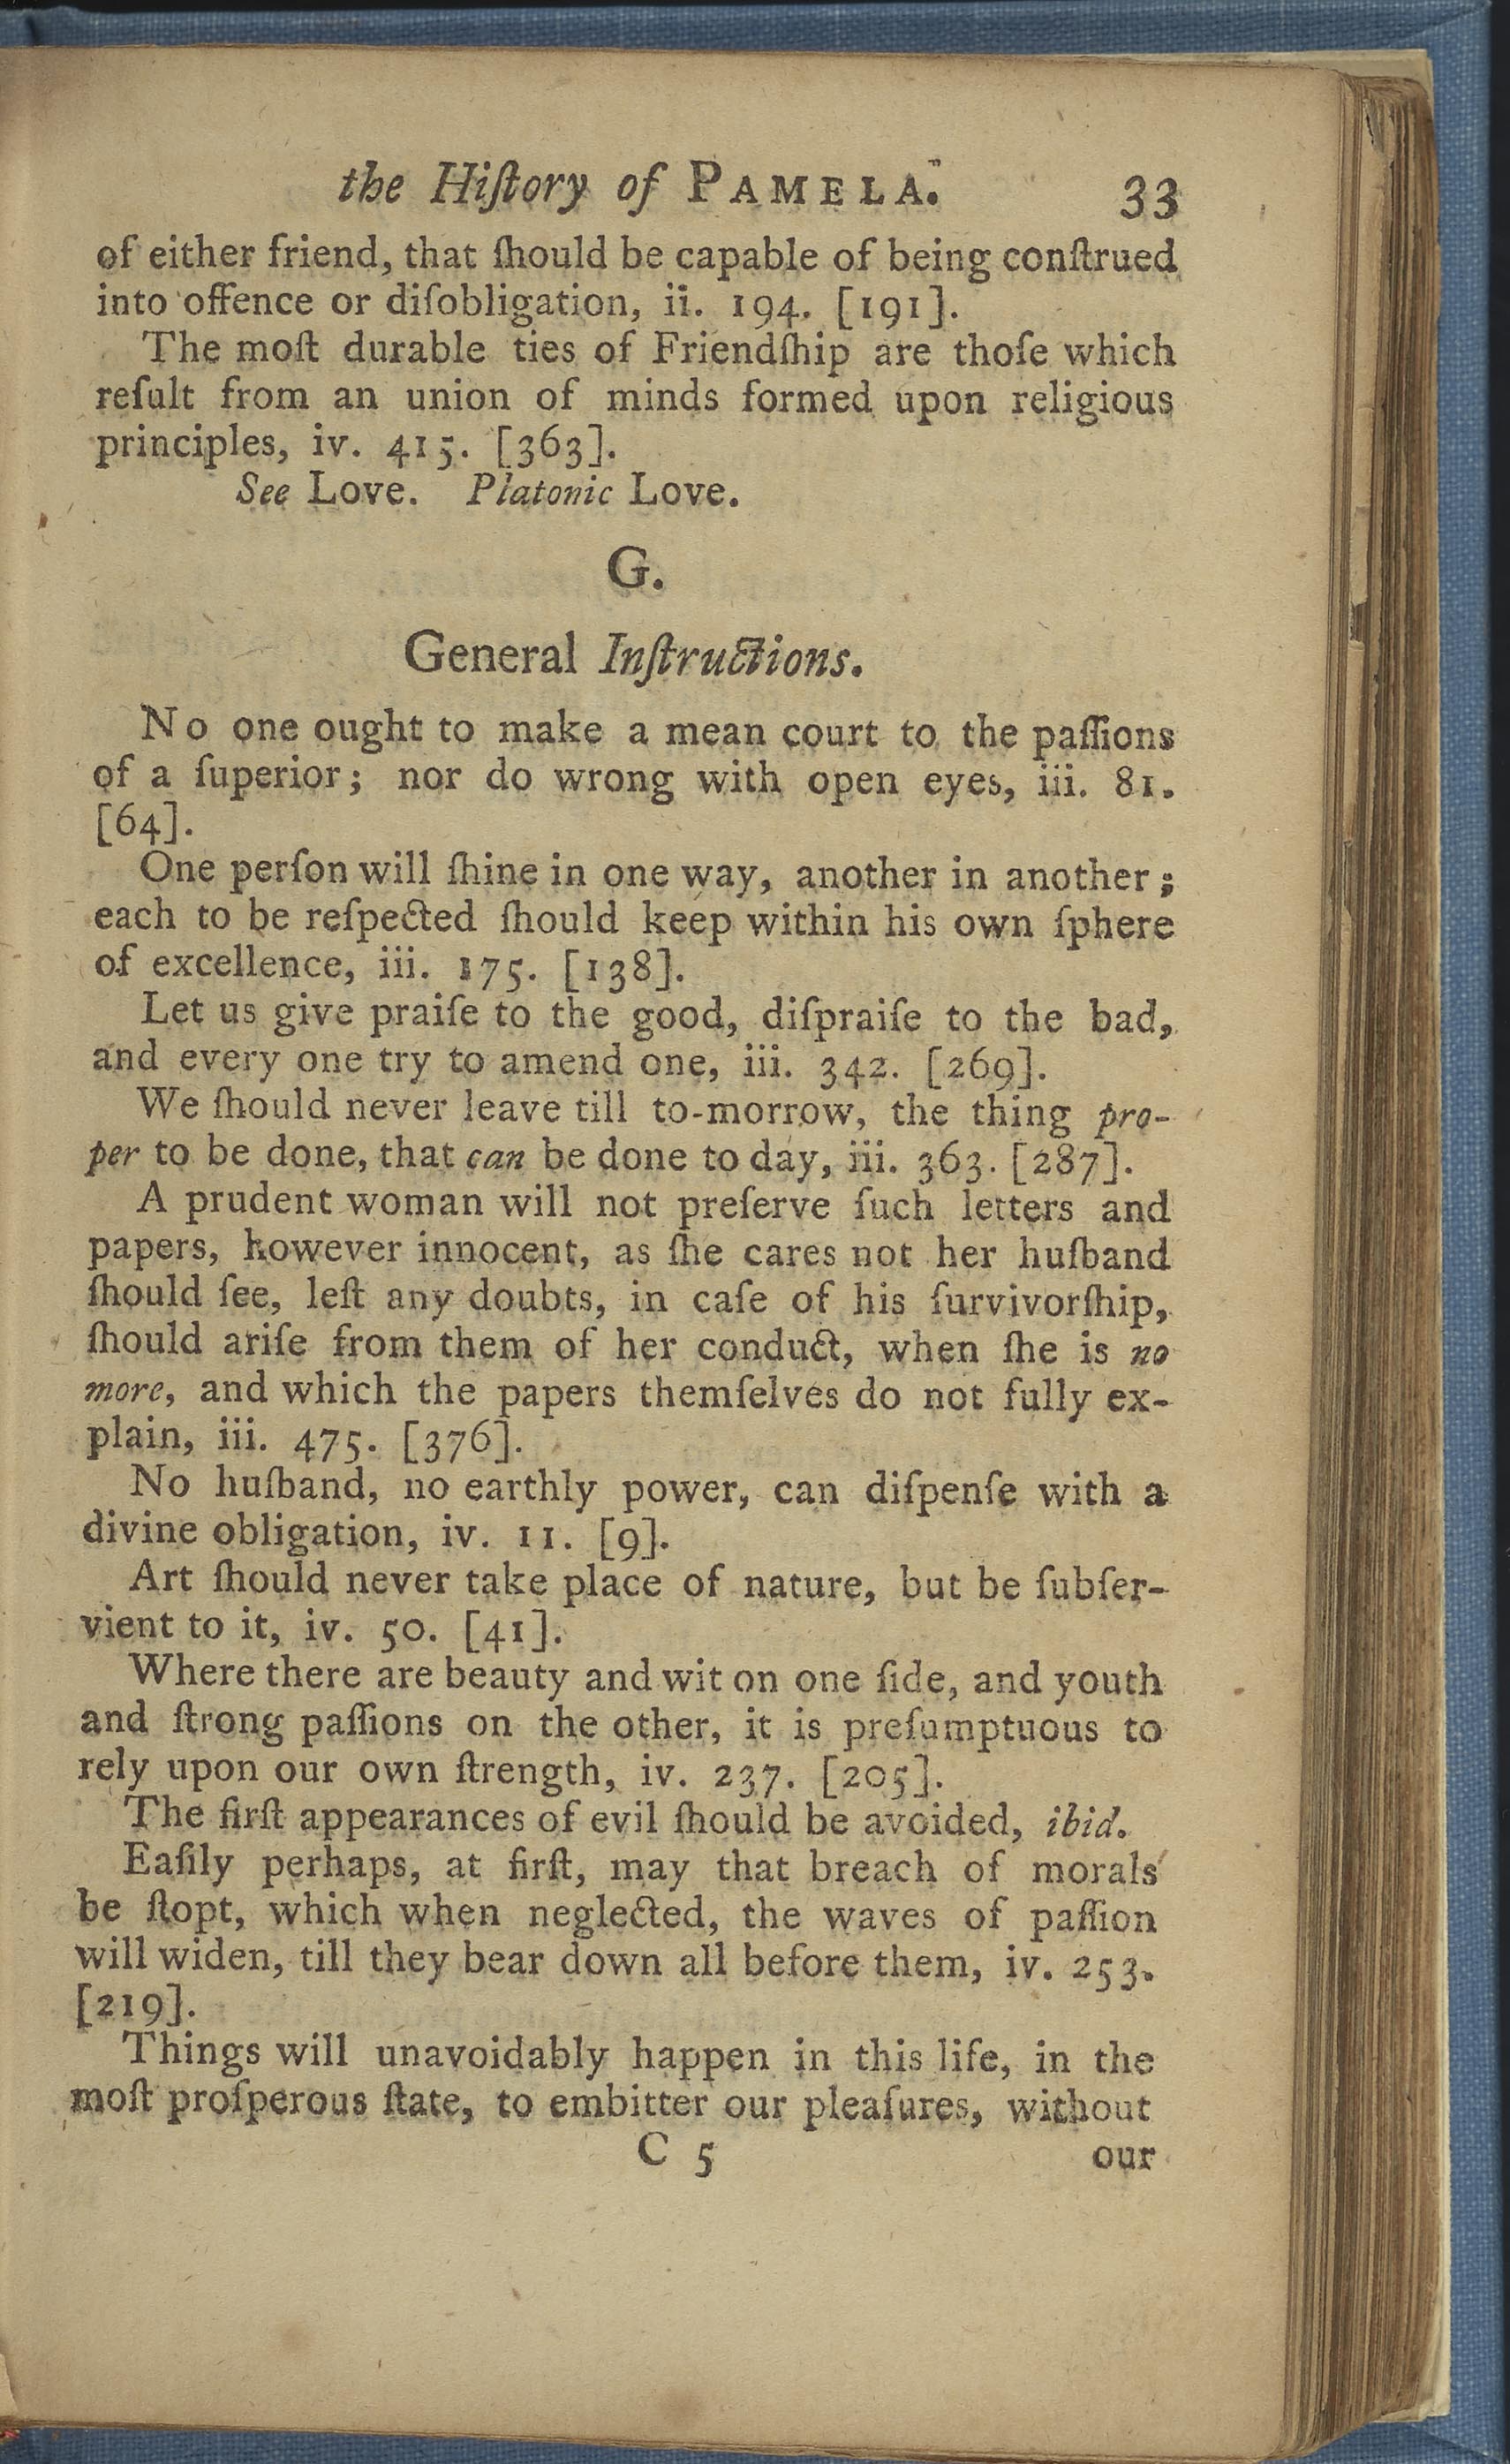 the Hiſtory of PAMELA. 33
of either friend, that ſhould be capable of being conſtrued
into offence or diſobligation, ii. 194. [191].
The moſt durable ties of Friendſhip are thoſe which
reſult from an union of minds formed upon religious
principles, iv. 415. [363].
See Love. Platonic Love.
G.
General Inſtructions.
No one ought to make a mean court to the paſſions
of a ſuperior; nor do wrong with open eyes, iii. 81.
[64].
One perſon will ſhine in one way, another in another;
each to be reſpected ſhould keep within his own ſphere
of excellence, iii. 175. [138].
Let us give praiſe to the good, diſpraiſe to the bad,
and every one try to amend one, iii. 342. [269].
We ſhould never leave till to-morrow, the thing pro-
per to be done, that can be done to day, iii. 363. [287].
A prudent woman will not preſerve ſuch letters and
papers, however innocent, as ſhe cares not her huſband
ſhould ſee, leſt any doubts, in caſe of his ſurvivorſhip,
ſhould ariſe from them of her conduct, when ſhe is no
more, and which the papers themſelves do not fully ex-
plain, iii. 475. [376].
No huſband, no earthly power, can diſpenſe with a
divine obligation, iv. 11. [9].
Art ſhould never take place of nature, but be ſubſer-
vient to it, iv. 50. [41].
Where there are beauty and wit on one ſide, and youth
and ſtrong paſſions on the other, it is preſumptuous to
rely upon our own ſtrength, iv. 237. [205].
The firſt appearances of evil ſhould be avoided, ibid.
Eaſily perhaps, at firſt, may that breach of morals
be ſtopt, which when neglected, the waves of paſſion
will widen, till they bear down all before them, iv. 253.
[219].
Things will unavoidably happen in this life, in the
moſt proſperous ſtate, to embitter our pleaſures, without
C 5 our